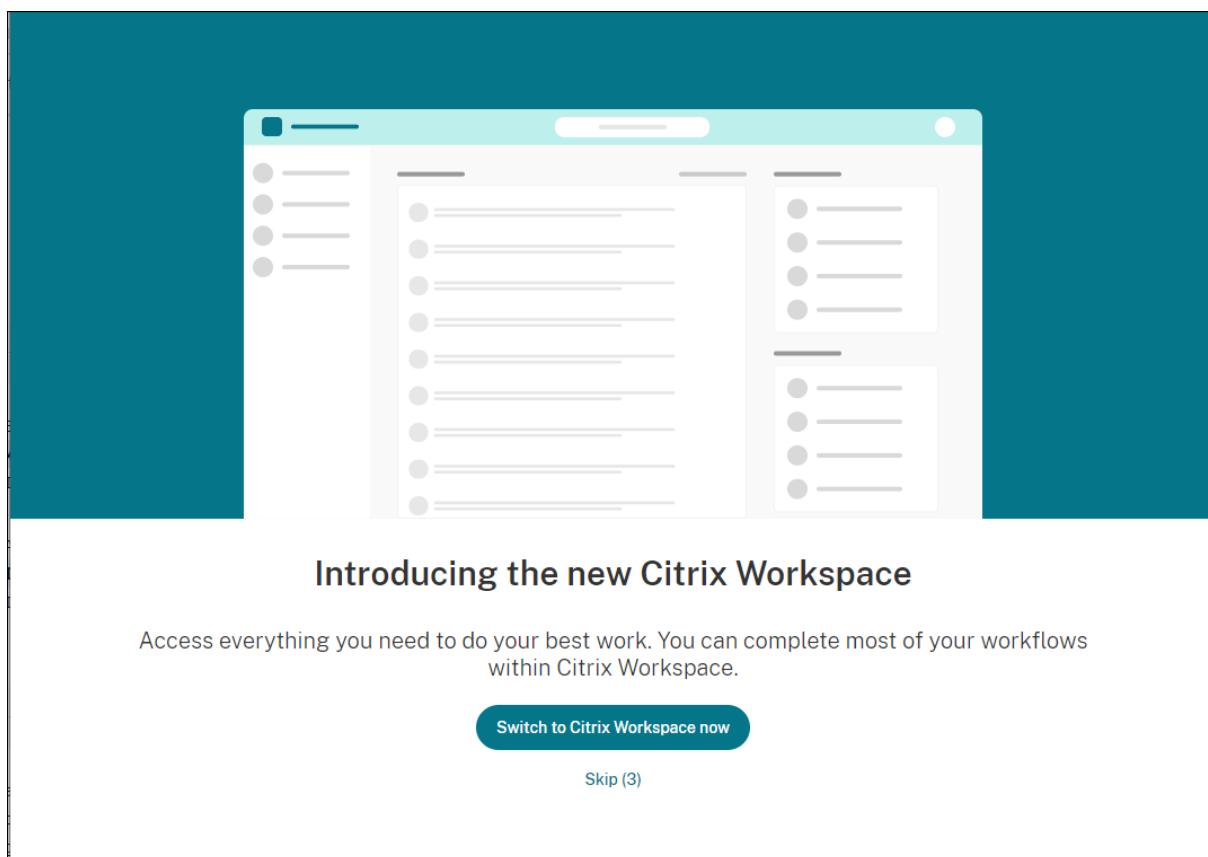 Introducing the new Citrix Workspace
Access everything you need to do your best work. You can complete most of your workflows
within Citrix Workspace.
Switch to Citrix Workspace now
Skip (3)